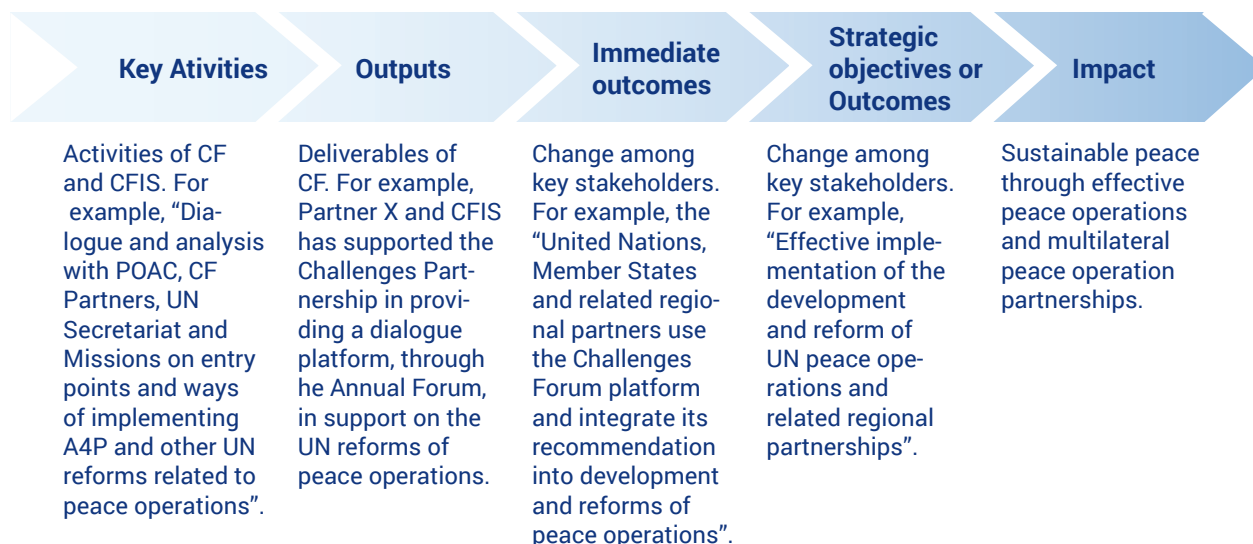 Key Ativities
Outputs
Immediate
outcomes
Strategic
objectives or
Outcomes
Impact
Activities of CF
and CFIS. For
example, “Dia-
logue and analysis
with POAC, CF
Partners, UN
Secretariat and
Missions on entry
points and ways
of implementing
A4P and other UN
reforms related to
peace operations”.
Deliverables of
CF. For example,
Partner X and CFIS
has supported the
Challenges Part-
nership in provi-
ding a dialogue
platform, through
he Annual Forum,
in support on the
UN reforms of
peace operations.
Change among
key stakeholders.
For example, the
“United Nations,
Member States
and related regio-
nal partners use
the Challenges
Forum platform
and integrate its
recommendation
into development
and reforms of
peace operations”.
Change among
key stakeholders.
For example,
“Effective imple-
mentation of the
development
and reform of
UN peace ope-
rations and
related regional
partnerships”.
Sustainable peace
through effective
peace operations
and multilateral
peace operation
partnerships.